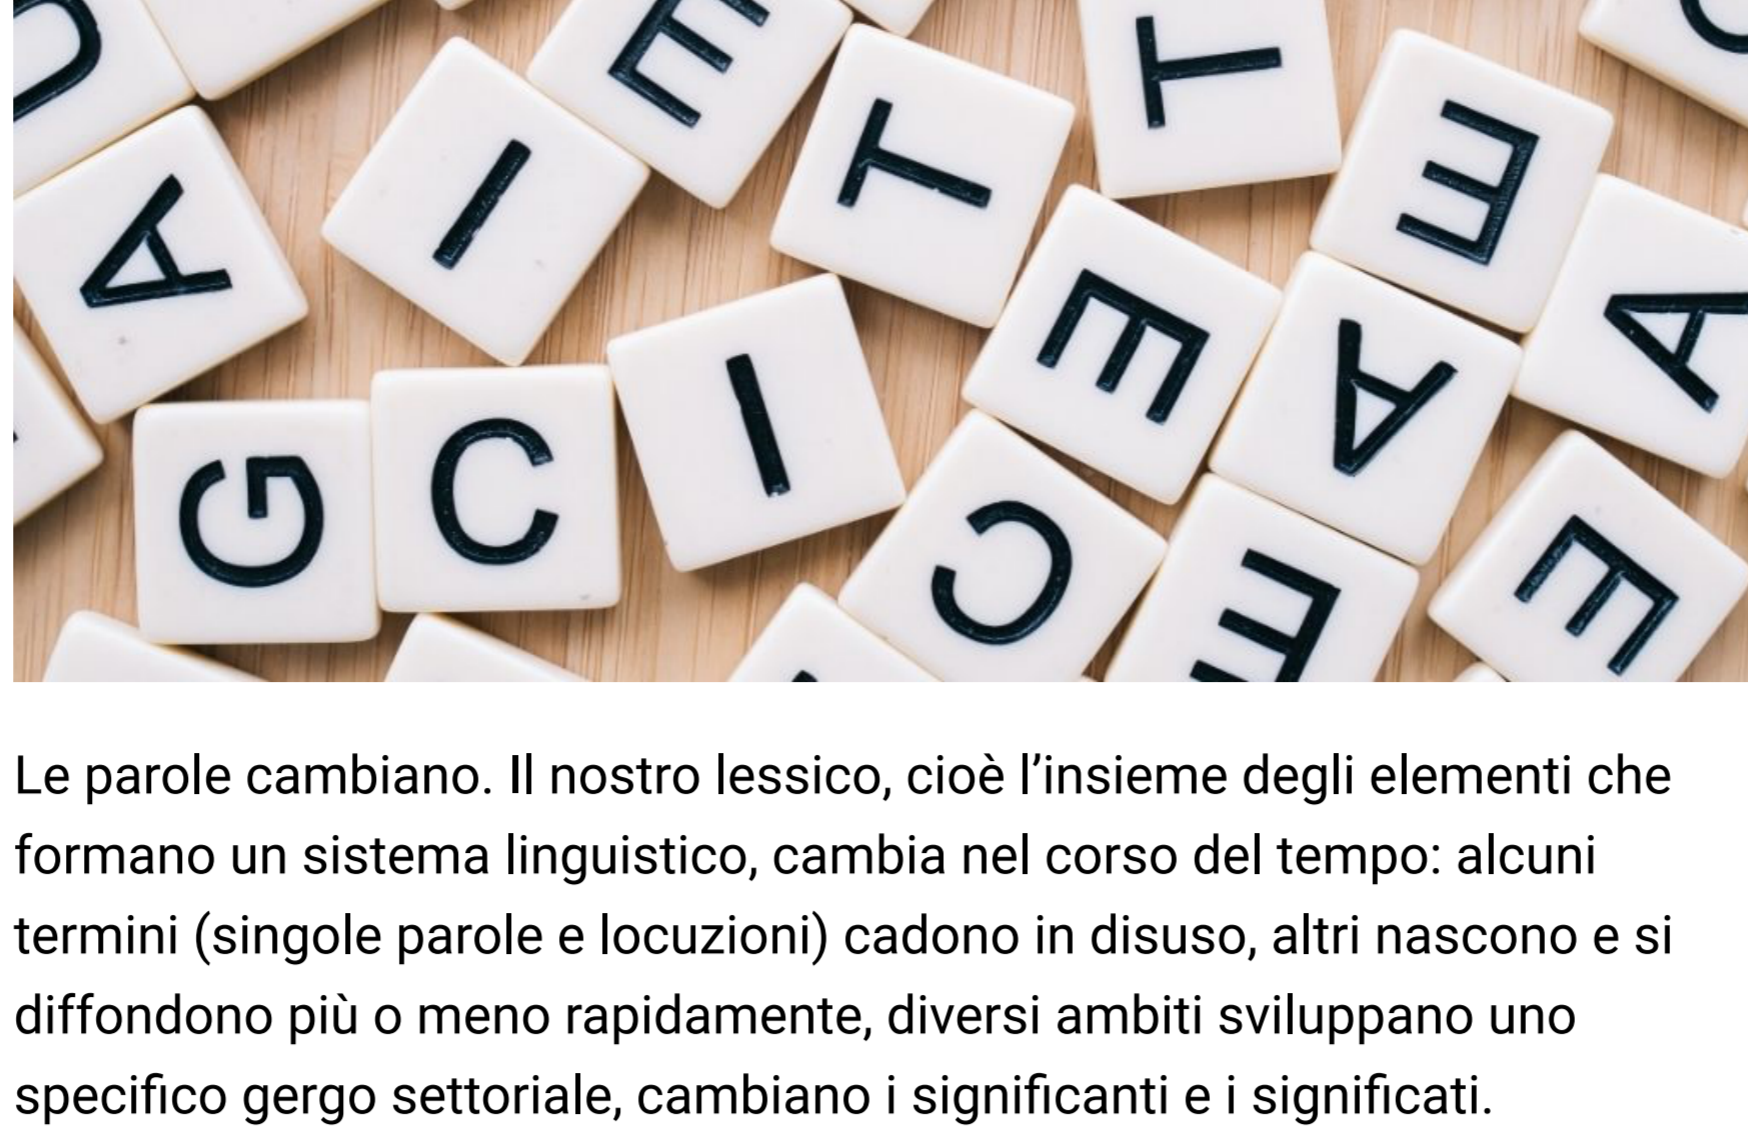 U
E
T
T
E
A
I
E
A
A
G
C
I
C
E
E
Le parole cambiano. Il nostro lessico, cioè l’insieme degli elementi che
formano un sistema linguistico, cambia nel corso del tempo: alcuni
termini (singole parole e locuzioni) cadono in disuso, altri nascono e si
diffondono più o meno rapidamente, diversi ambiti sviluppano uno
specifico gergo settoriale, cambiano i significanti e i significati.